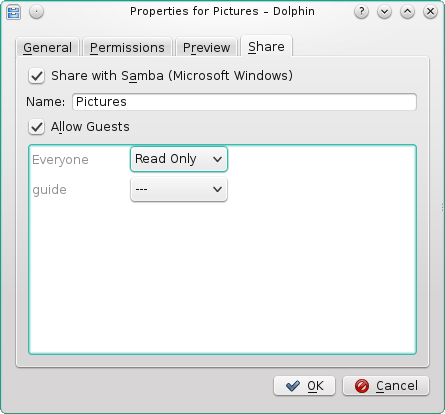 Properties for Pictures – Dolphin
General Permissions Preview Share
Share with Samba (Microsoft Windows)
Name: Pictures
Allow Guests
Everyone Read Only
guide ---
OK Cancel